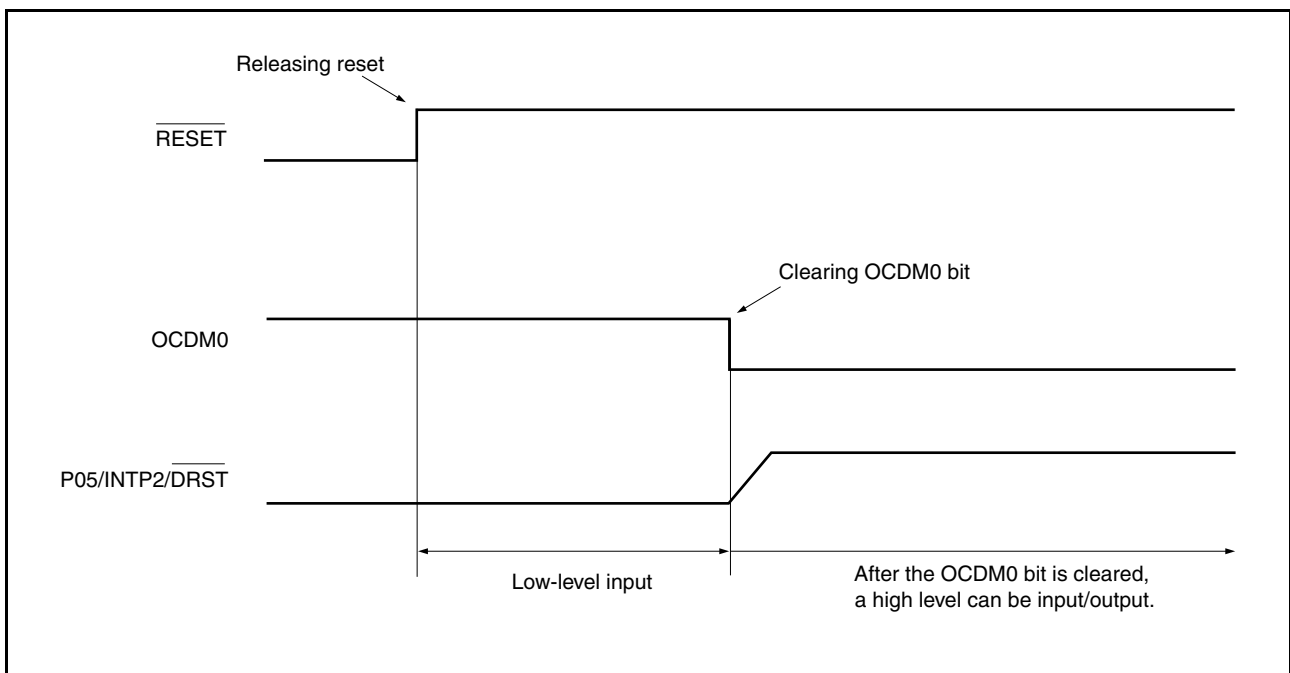 Releasing reset
RESET
Clearing OCDM0 bit
OCDM0
P05/INTP2/DRST
Low-level input
After the OCDM0 bit is cleared,
a high level can be input/output.